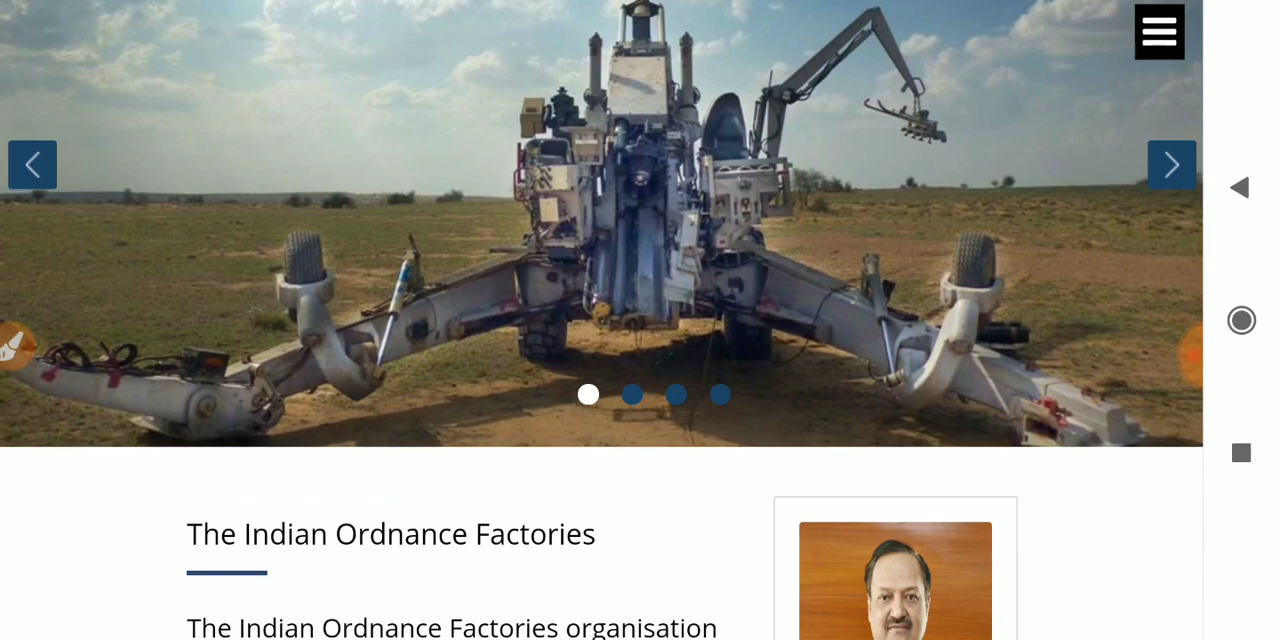 The Indian Ordnance Factories
The Indian Ordnance Factories organisation